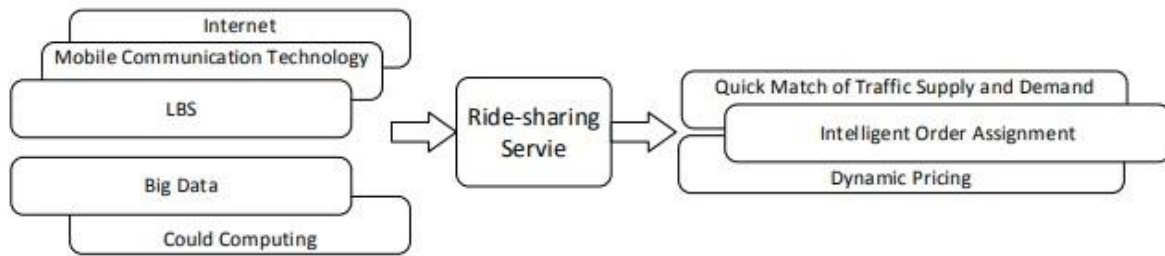 Internet
Mobile Communication Technology
LBS
Big Data
Could Computing
Ride-sharing
Servie
Quick Match of Traffic Supply and Demand
Intelligent Order Assignment
Dynamic Pricing